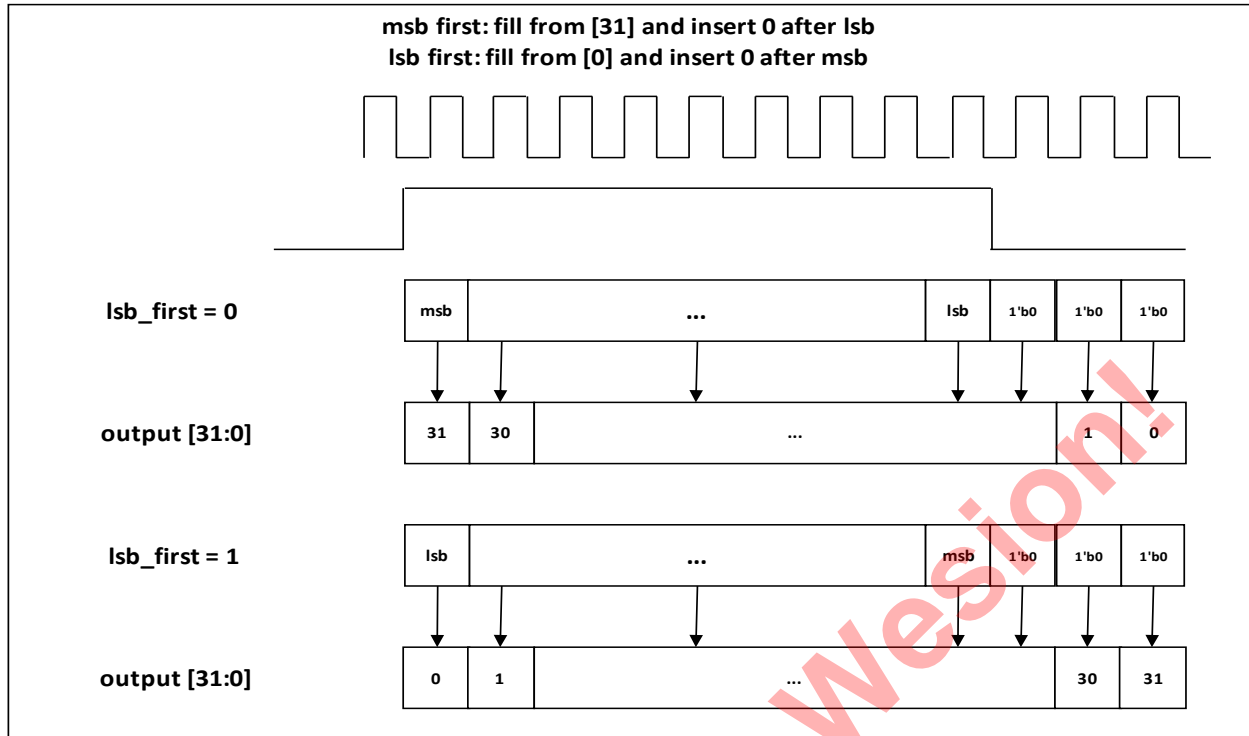 msb first: fill from [31] and insert 0 after lsb
lsb first: fill from [0] and insert 0 after msb
lsb_first = 0
msb ... lsb 1'b0 1'b0 1'b0
output [31:0]
31 30 ... 1 0
lsb_first = 1
lsb ... msb 1'b0 1'b0 1'b0
output [31:0]
0 1 ... 30 31
Wesion!